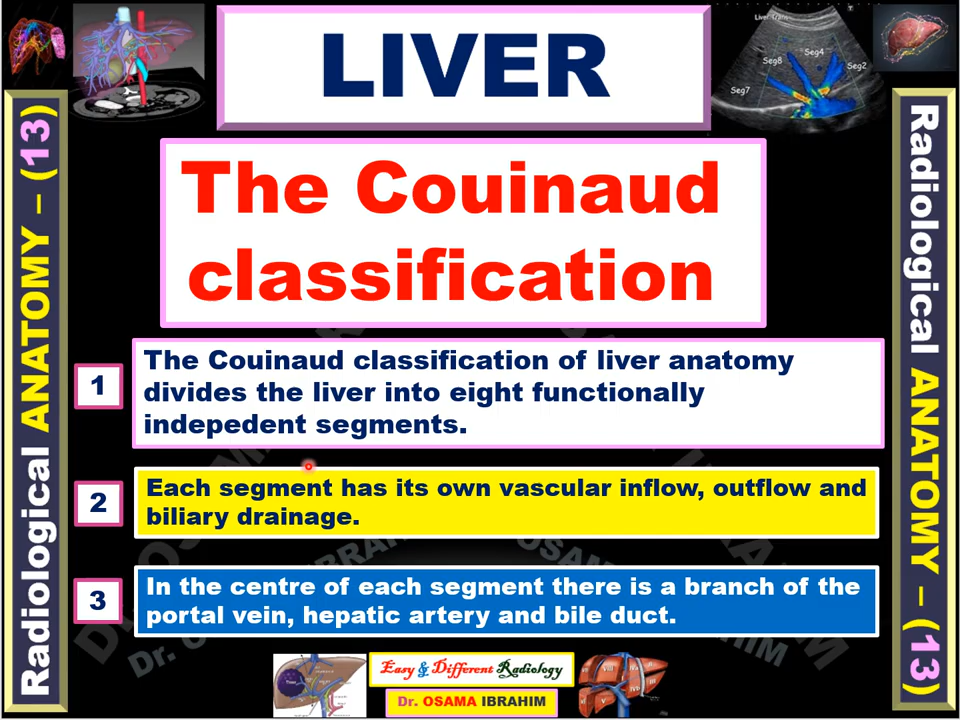 LIVER
Liver Trans
Seg4
Seg8
Seg2
Seg7
The Couinaud
classification
1
The Couinaud classification of liver anatomy
divides the liver into eight functionally
indepedent segments.
2
Each segment has its own vascular inflow, outflow and
biliary drainage.
3
In the centre of each segment there is a branch of the
portal vein, hepatic artery and bile duct.
Radiological ANATOMY – (13)
Radiological ANATOMY – (13)
Easy & Different Radiology
Dr. OSAMA IBRAHIM